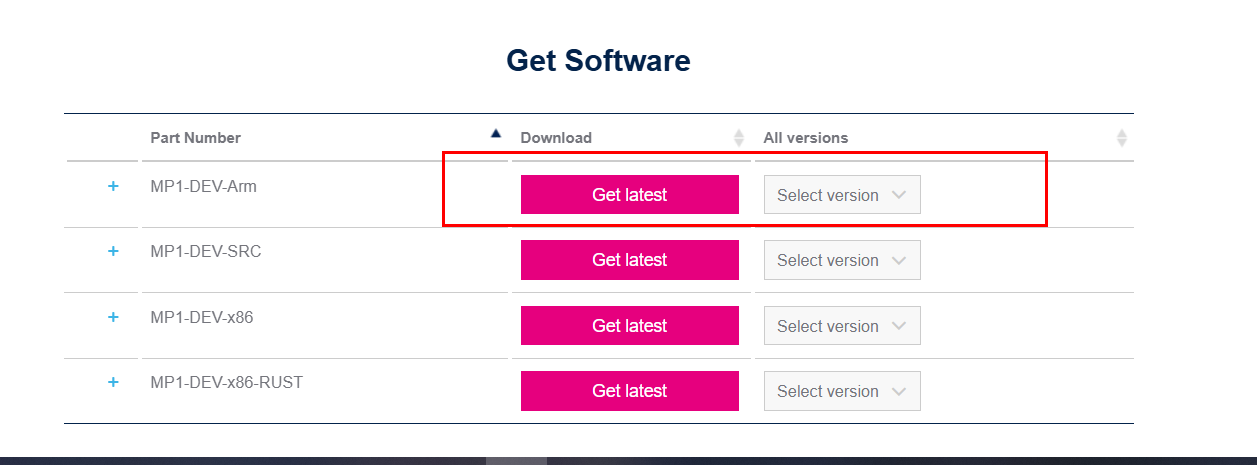 Get Software
Part Number Download All versions
+ MP1-DEV-Arm Get latest Select version
+ MP1-DEV-SRC Get latest Select version
+ MP1-DEV-x86 Get latest Select version
+ MP1-DEV-x86-RUST Get latest Select version